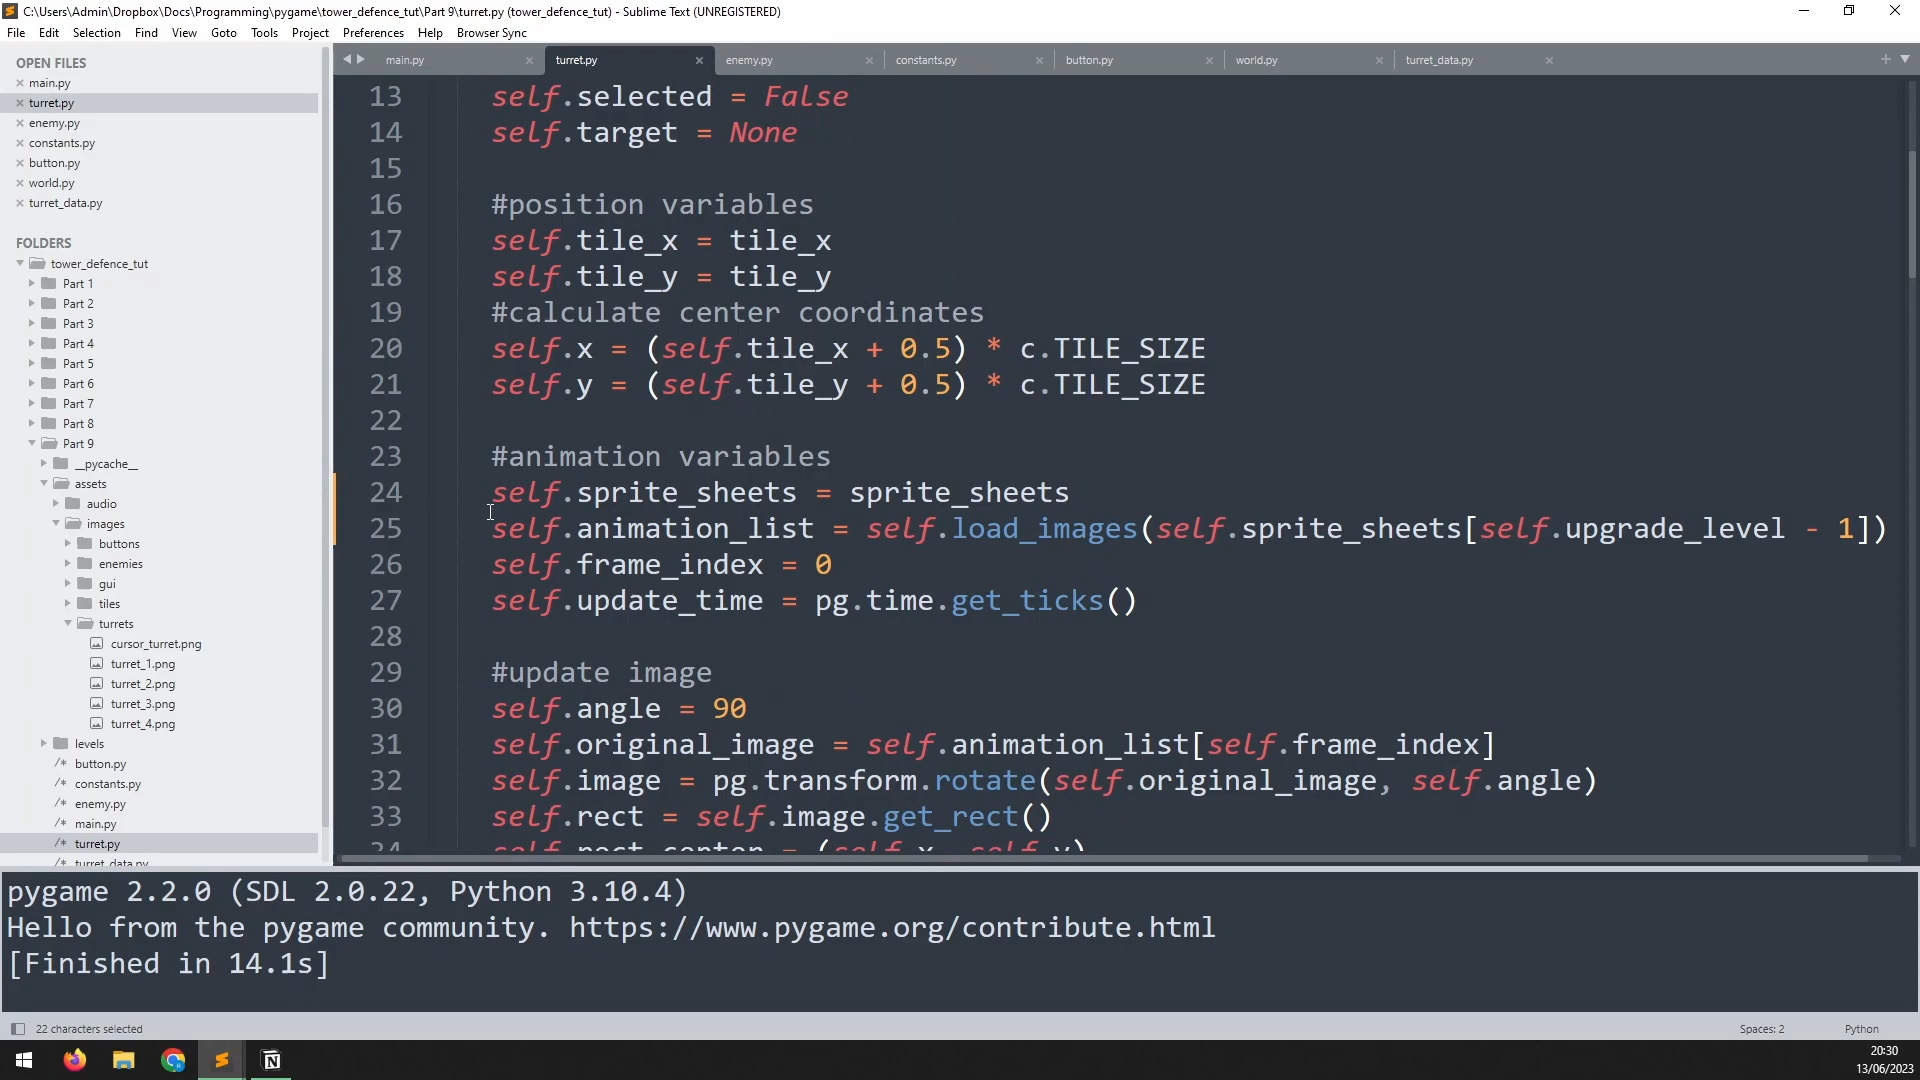 C:\Users\Admin\Dropbox\Docs\Programming\pygame\tower_defence_tut\Part 9\turret.py (tower_defence_tut) - Sublime Text (UNREGISTERED)
File Edit Selection Find View Goto Tools Project Preferences Help Browser Sync
OPEN FILES
main.py
turret.py
enemy.py
constants.py
button.py
world.py
turret_data.py
FOLDERS
tower_defence_tut
Part 1
Part 2
Part 3
Part 4
Part 5
Part 6
Part 7
Part 8
Part 9
__pycache__
assets
audio
images
buttons
enemies
gui
tiles
turrets
cursor_turret.png
turret_1.png
turret_2.png
turret_3.png
turret_4.png
levels
button.py
constants.py
enemy.py
main.py
turret.py
turret_data.py
main.py turret.py enemy.py constants.py button.py world.py turret_data.py
13 self.selected = False
14 self.target = None
15
16 #position variables
17 self.tile_x = tile_x
18 self.tile_y = tile_y
19 #calculate center coordinates
20 self.x = (self.tile_x + 0.5) * c.TILE_SIZE
21 self.y = (self.tile_y + 0.5) * c.TILE_SIZE
22
23 #animation variables
24 self.sprite_sheets = sprite_sheets
25 self.animation_list = self.load_images(self.sprite_sheets[self.upgrade_level - 1])
26 self.frame_index = 0
27 self.update_time = pg.time.get_ticks()
28
29 #update image
30 self.angle = 90
31 self.original_image = self.animation_list[self.frame_index]
32 self.image = pg.transform.rotate(self.original_image, self.angle)
33 self.rect = self.image.get_rect()
34 self.rect.center = (self.x, self.y)
pygame 2.2.0 (SDL 2.0.22, Python 3.10.4)
Hello from the pygame community. https://www.pygame.org/contribute.html
[Finished in 14.1s]
22 characters selected
Spaces: 2
Python
20:30
13/06/2023